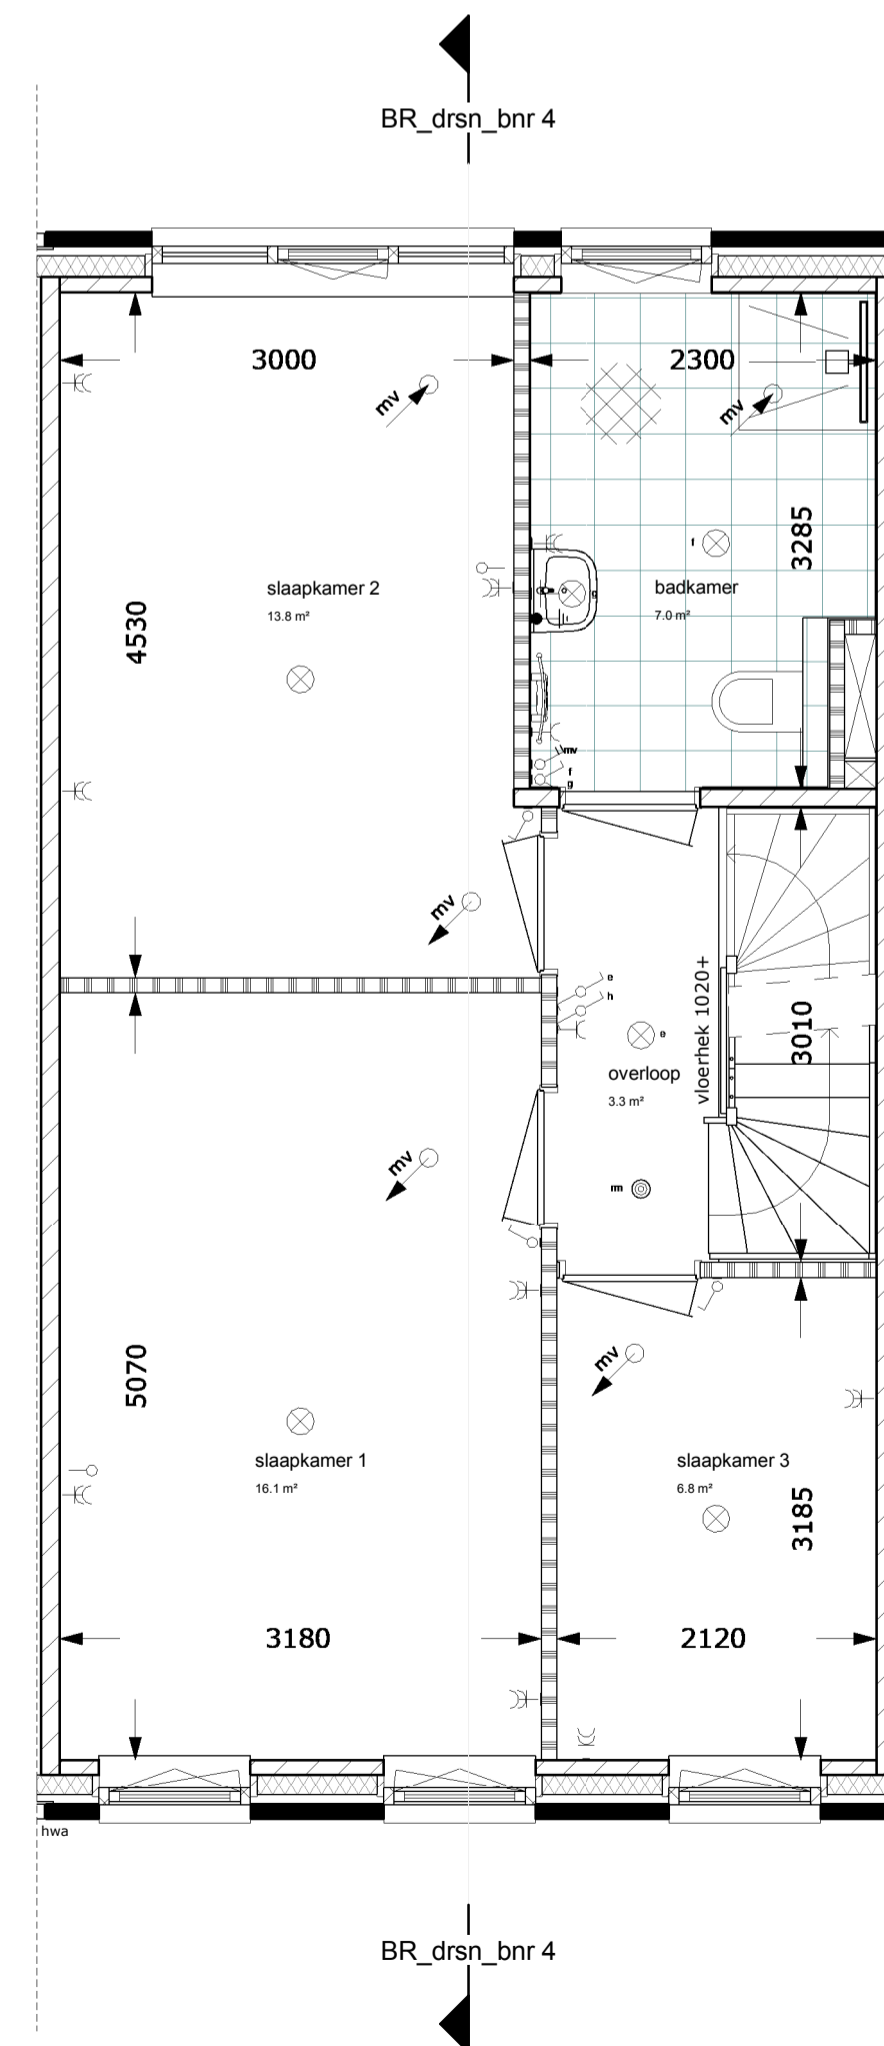 BR_drsn_bnr 4
3000
2300
mv
mv
3285
f
slaapkamer 2
13.8 m²
g
badkamer
7.0 m²
4530
mv
f
g
mv
vloerhek 1020+
e
h
e
3010
overloop
3.3 m²
mv
rm
mv
5070
slaapkamer 1
16.1 m²
slaapkamer 3
6.8 m²
3185
3180
2120
hwa
BR_drsn_bnr 4